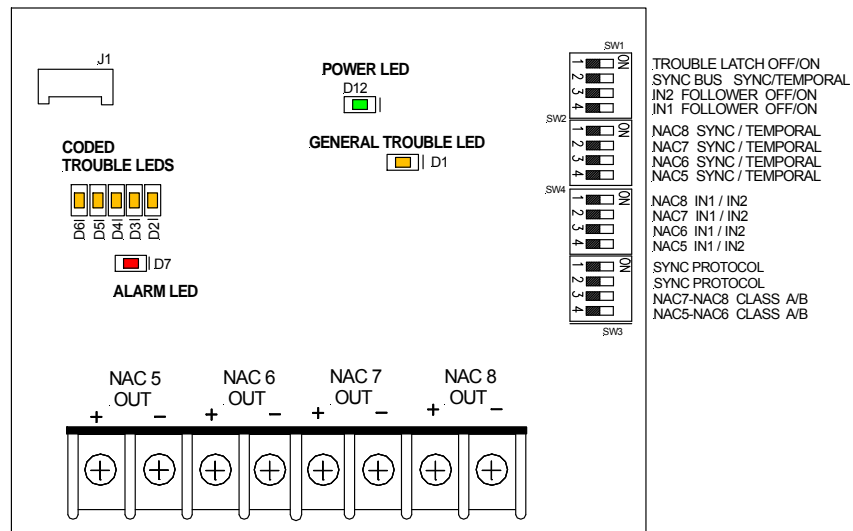 J1
POWER LED
D12
GENERAL TROUBLE LED
D1
CODED
TROUBLE LEDS
D6 D5 D4 D3 D2
D7
ALARM LED
SW1
1 ON TROUBLE LATCH OFF/ON
2 SYNC BUS SYNC/TEMPORAL
3 IN2 FOLLOWER OFF/ON
4 IN1 FOLLOWER OFF/ON
SW2
1 ON NAC8 SYNC / TEMPORAL
2 NAC7 SYNC / TEMPORAL
3 NAC6 SYNC / TEMPORAL
4 NAC5 SYNC / TEMPORAL
SW4
1 ON NAC8 IN1 / IN2
2 NAC7 IN1 / IN2
3 NAC6 IN1 / IN2
4 NAC5 IN1 / IN2
1 ON SYNC PROTOCOL
2 SYNC PROTOCOL
3 NAC7-NAC8 CLASS A/B
4 NAC5-NAC6 CLASS A/B
SW3
NAC 5 NAC 6 NAC 7 NAC 8
OUT OUT OUT OUT
+ − + − + − + −